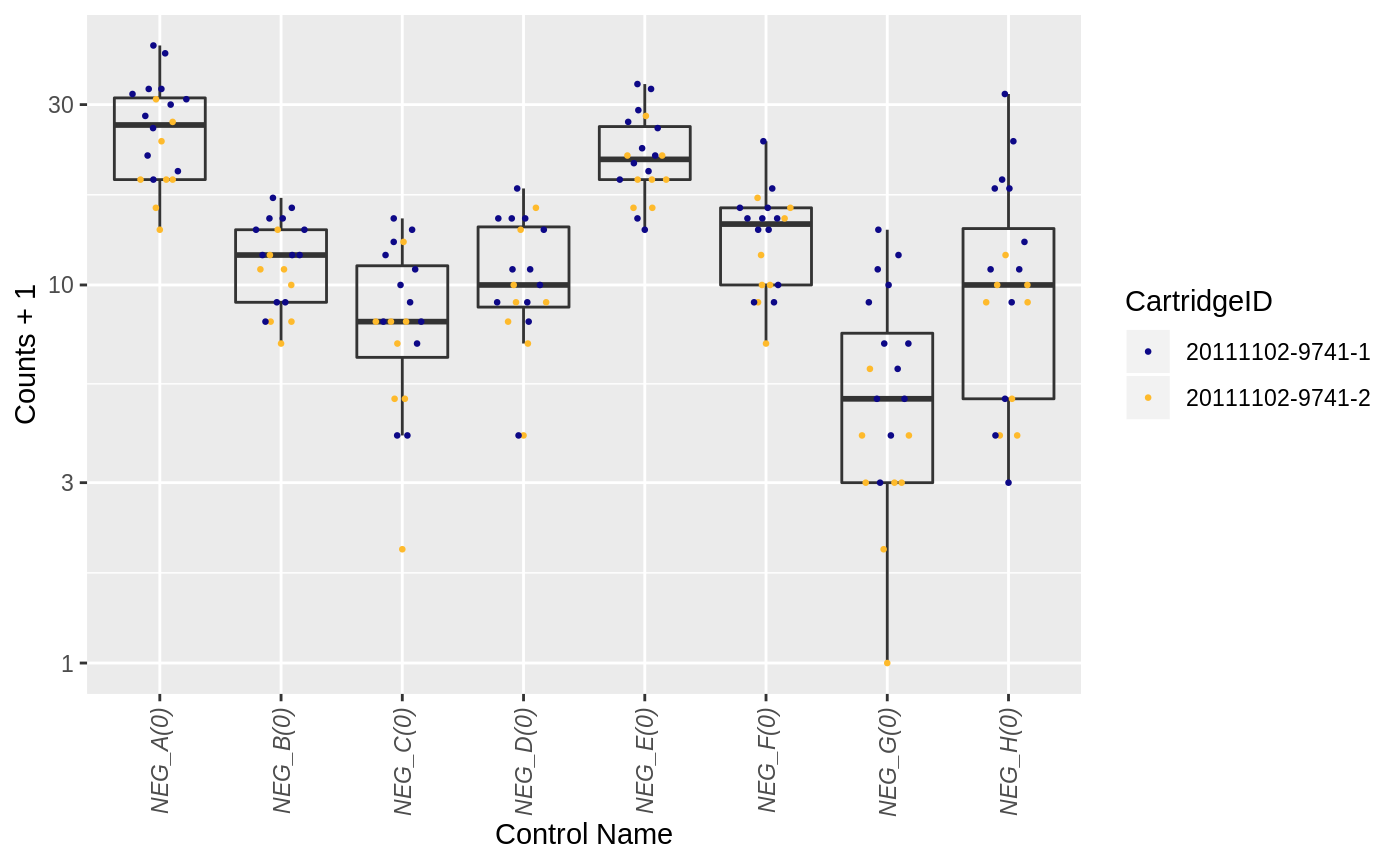 Counts + 1
30
10
3
1
NEG_A(0)
NEG_B(0)
NEG_C(0)
NEG_D(0)
NEG_E(0)
NEG_F(0)
NEG_G(0)
NEG_H(0)
Control Name
CartridgeID
20111102-9741-1
20111102-9741-2